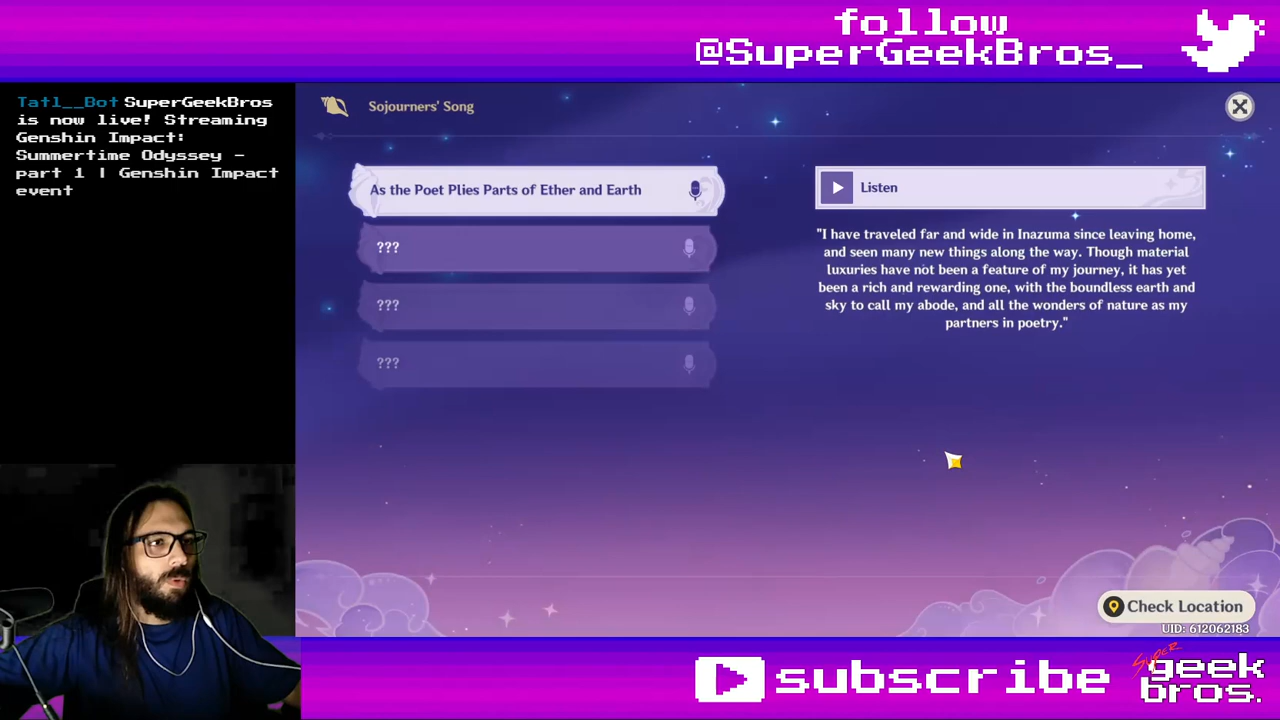 follow
@SuperGeekBros_
Tatl__Bot SuperGeekBros
is now live! Streaming
Genshin Impact:
Summertime Odyssey -
part 1 | Genshin Impact
event
Sojourners' Song
As the Poet Plies Parts of Ether and Earth
???
???
???
Listen
"I have traveled far and wide in Inazuma since leaving home,
and seen many new things along the way. Though material
luxuries have not been a feature of my journey, it has yet
been a rich and rewarding one, with the boundless earth and
sky to call my abode, and all the wonders of nature as my
partners in poetry."
Check Location
UID: 612062183
subscribe
SUPER
geek
bros.